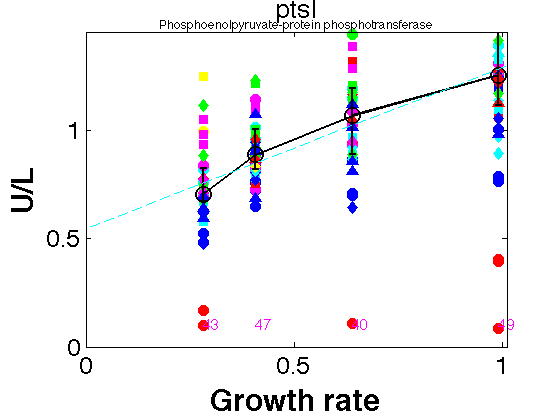 ptsI
Phosphoenolpyruvate-protein phosphotransferase
U/L
1
0.5
0
43
47
40
49
0
0.5
1
Growth rate